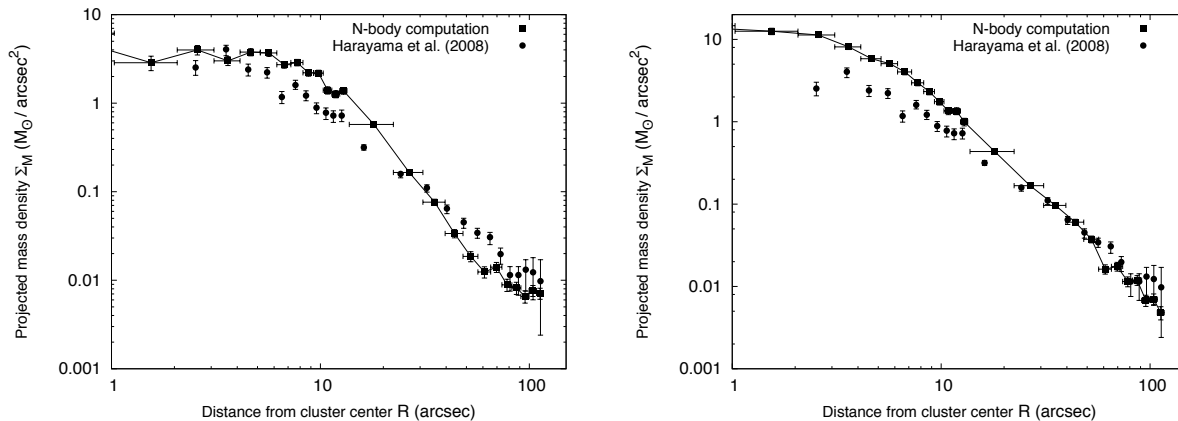 N-body computation
Harayama et al. (2008)
10
1
0.1
0.01
0.001
1
10
100
Projected mass density Σ_M (M_⊙ / arcsec²)
Distance from cluster center R (arcsec)
N-body computation
Harayama et al. (2008)
10
1
0.1
0.01
0.001
1
10
100
Projected mass density Σ_M (M_⊙ / arcsec²)
Distance from cluster center R (arcsec)